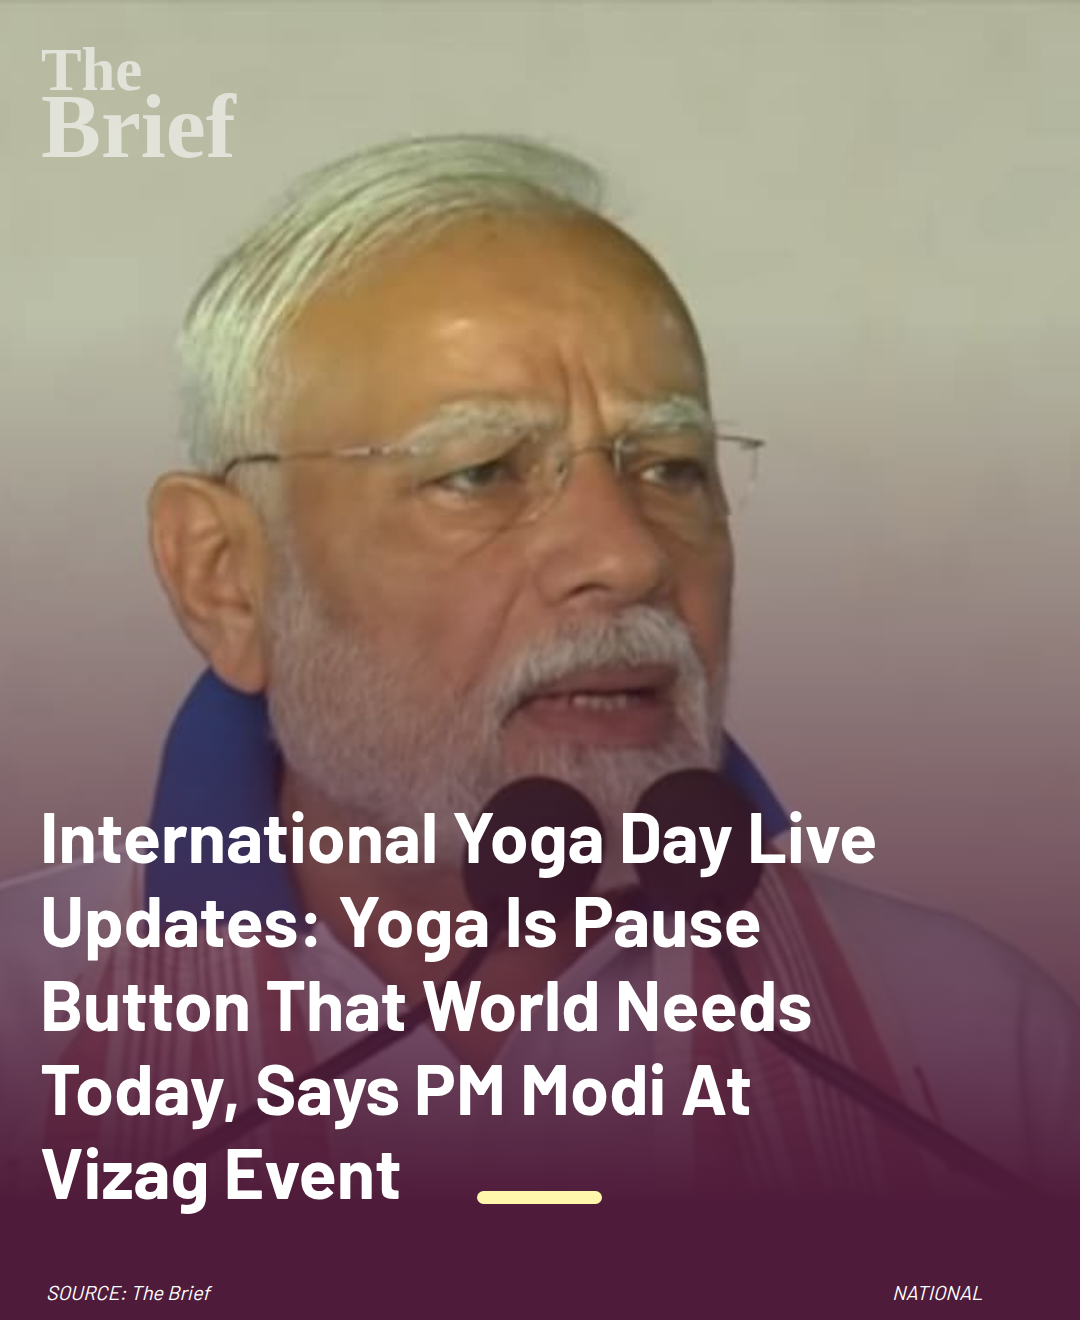 The
Brief
International Yoga Day Live
Updates: Yoga Is Pause
Button That World Needs
Today, Says PM Modi At
Vizag Event
SOURCE: The Brief
NATIONAL